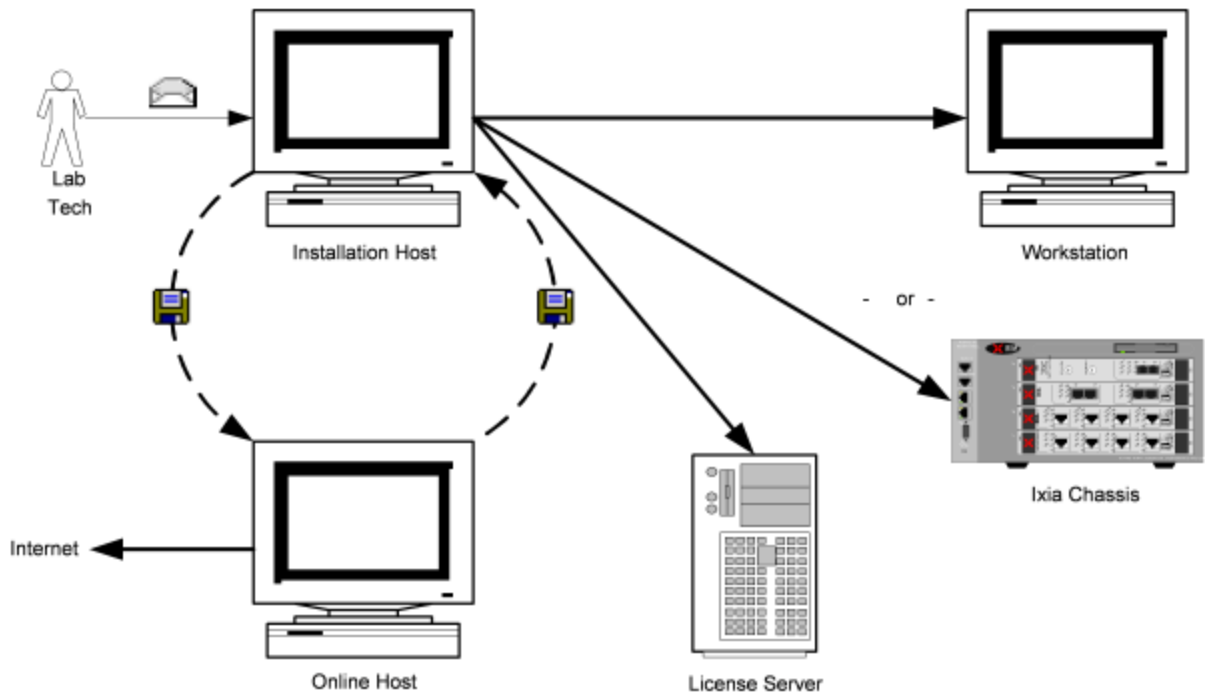 Lab
Tech
Installation Host
Workstation
- or -
Ixia Chassis
Internet
Online Host
License Server